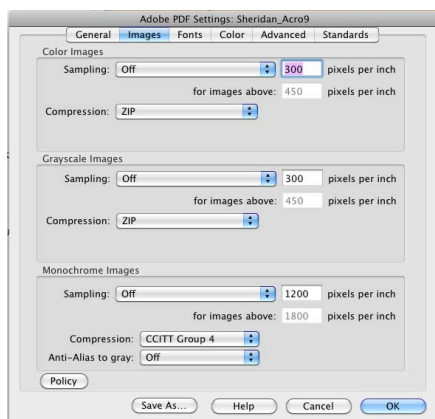 Adobe PDF Settings: Sheridan_Acro9
General Images Fonts Color Advanced Standards
Color Images
Sampling: Off 300 pixels per inch
for images above: 450 pixels per inch
Compression: ZIP
Grayscale Images
Sampling: Off 300 pixels per inch
for images above: 450 pixels per inch
Compression: ZIP
Monochrome Images
Sampling: Off 1200 pixels per inch
for images above: 1800 pixels per inch
Compression: CCITT Group 4
Anti-Alias to gray: Off
Policy
Save As... Help Cancel OK